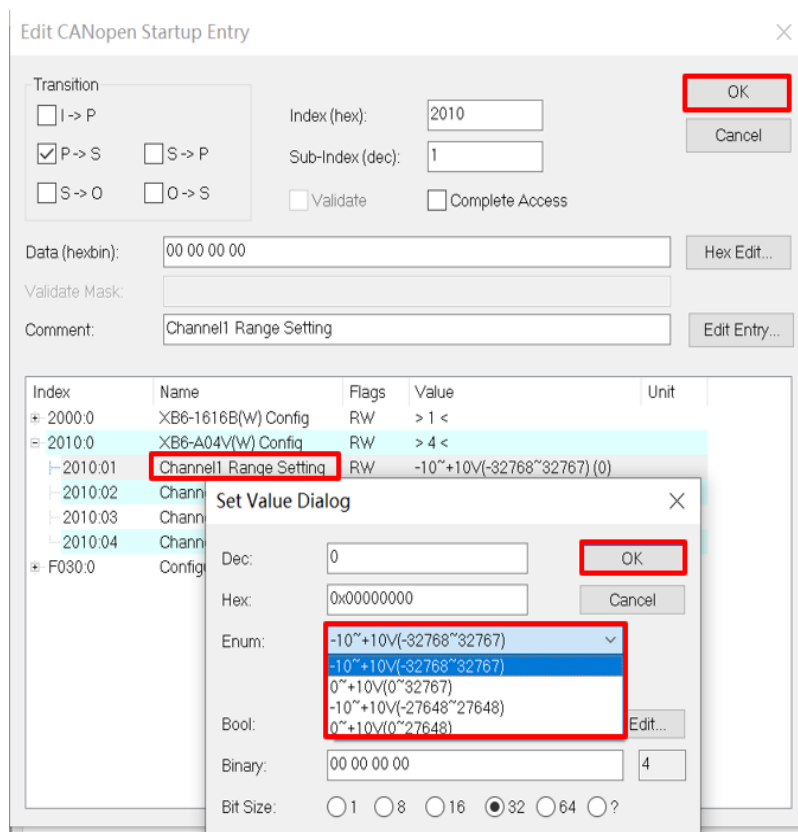 Edit CANopen Startup Entry
Transition
I -> P
P -> S
S -> P
S -> O
O -> S
Index (hex):
2010
Sub-Index (dec):
1
Validate
Complete Access
OK
Cancel
Data (hexbin):
00 00 00 00
Hex Edit...
Validate Mask:
Comment:
Channel1 Range Setting
Edit Entry...
Index Name Flags Value Unit
2000:0 XB6-1616B(W) Config RW > 1 <
2010:0 XB6-A04V(W) Config RW > 4 <
2010:01 Channel1 Range Setting RW -10~+10V(-32768~32767) (0)
2010:02 Chann
2010:03 Chann
2010:04 Chann
F030:0 Config
Set Value Dialog
Dec:
0
OK
Hex:
0x00000000
Cancel
Enum:
-10~+10V(-32768~32767)
-10~+10V(-32768~32767)
0~+10V(0~32767)
-10~+10V(-27648~27648)
0~+10V(0~27648)
Bool:
Edit...
Binary:
00 00 00 00
4
Bit Size:
1 8 16 32 64 ?